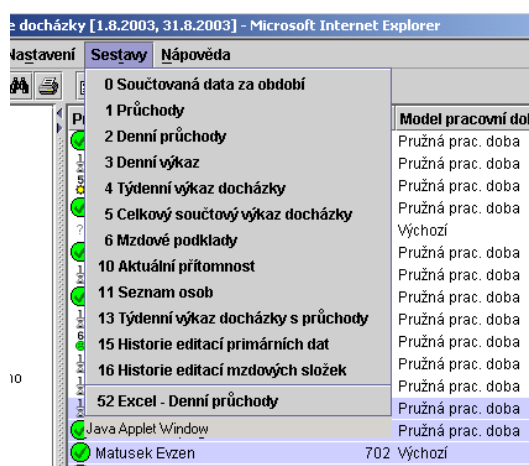 e docházky [1.8.2003, 31.8.2003] - Microsoft Internet Explorer
Nastavení Sestavy Nápověda
0 Součtovaná data za období
1 Průchody
2 Denní průchody
3 Denní výkaz
4 Týdenní výkaz docházky
5 Celkový součtový výkaz docházky
6 Mzdové podklady
10 Aktuální přítomnost
11 Seznam osob
13 Týdenní výkaz docházky s průchody
15 Historie editací primárních dat
16 Historie editací mzdových složek
52 Excel - Denní průchody
Java Applet Window
Model pracovní do
Pružná prac. doba
Pružná prac. doba
Pružná prac. doba
Pružná prac. doba
Výchozí
Pružná prac. doba
Pružná prac. doba
Pružná prac. doba
Pružná prac. doba
Pružná prac. doba
Pružná prac. doba
Pružná prac. doba
Pružná prac. doba
Pružná prac. doba
Matusek Evzen 702 Výchozí